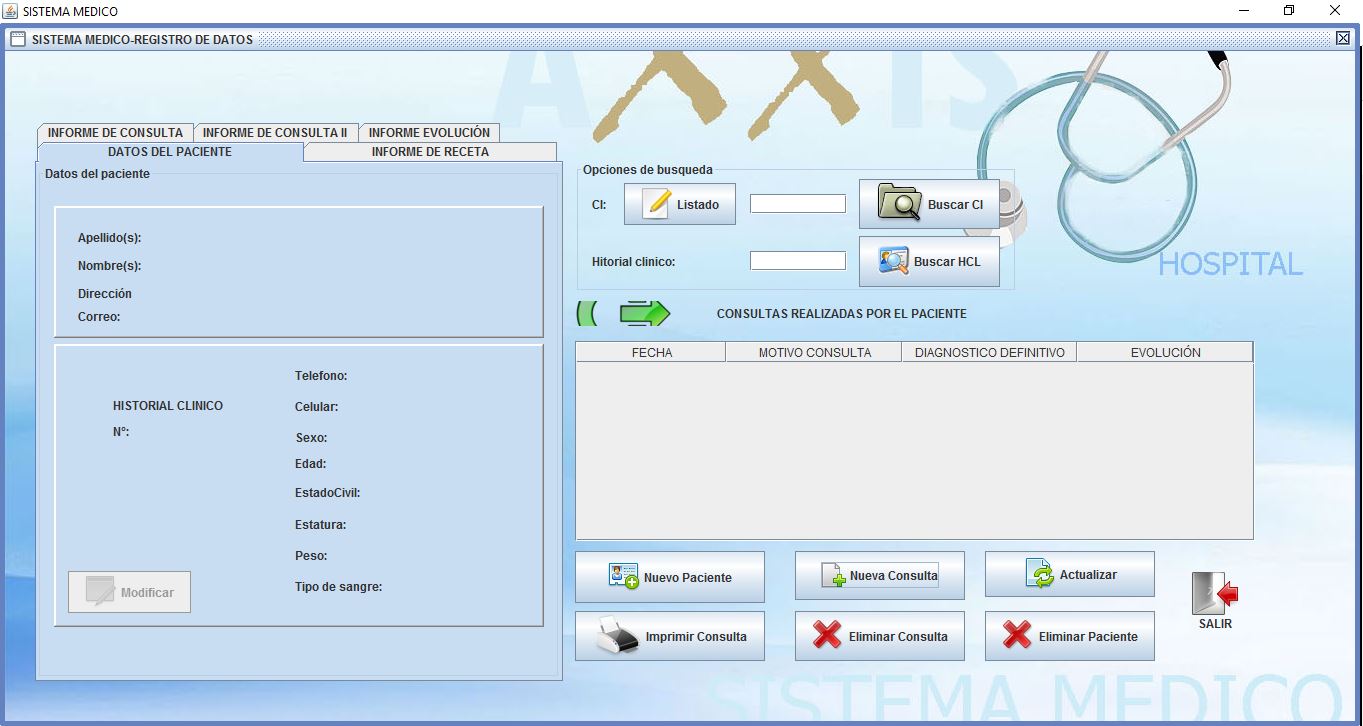 SISTEMA MEDICO
SISTEMA MEDICO-REGISTRO DE DATOS
AXXIS
INFORME DE CONSULTA
INFORME DE CONSULTA II
INFORME EVOLUCIÓN
DATOS DEL PACIENTE
INFORME DE RECETA
Datos del paciente
Apellido(s):
Nombre(s):
Dirección
Correo:
HISTORIAL CLINICO
N°:
Telefono:
Celular:
Sexo:
Edad:
EstadoCivil:
Estatura:
Peso:
Tipo de sangre:
Modificar
Opciones de busqueda
CI:
Listado
Buscar CI
Hitorial clinico:
Buscar HCL
HOSPITAL
CONSULTAS REALIZADAS POR EL PACIENTE
FECHA
MOTIVO CONSULTA
DIAGNOSTICO DEFINITIVO
EVOLUCIÓN
Nuevo Paciente
Nueva Consulta
Actualizar
Imprimir Consulta
Eliminar Consulta
Eliminar Paciente
SALIR
SISTEMA MEDICO